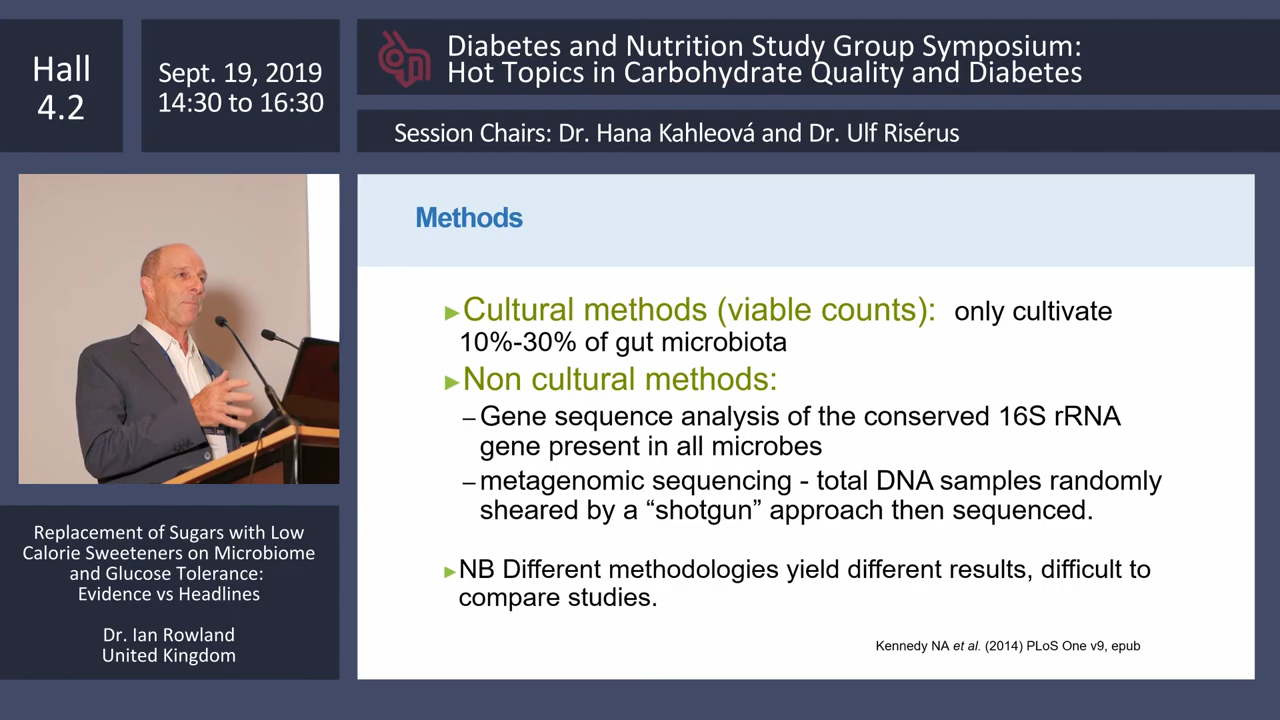 Hall
4.2
Sept. 19, 2019
14:30 to 16:30
Diabetes and Nutrition Study Group Symposium:
Hot Topics in Carbohydrate Quality and Diabetes
Session Chairs: Dr. Hana Kahleová and Dr. Ulf Risérus
Methods
►Cultural methods (viable counts): only cultivate
10%-30% of gut microbiota
►Non cultural methods:
–Gene sequence analysis of the conserved 16S rRNA
gene present in all microbes
–metagenomic sequencing - total DNA samples randomly
sheared by a “shotgun” approach then sequenced.
►NB Different methodologies yield different results, difficult to
compare studies.
Kennedy NA et al. (2014) PLoS One v9, epub
Replacement of Sugars with Low
Calorie Sweeteners on Microbiome
and Glucose Tolerance:
Evidence vs Headlines
Dr. Ian Rowland
United Kingdom